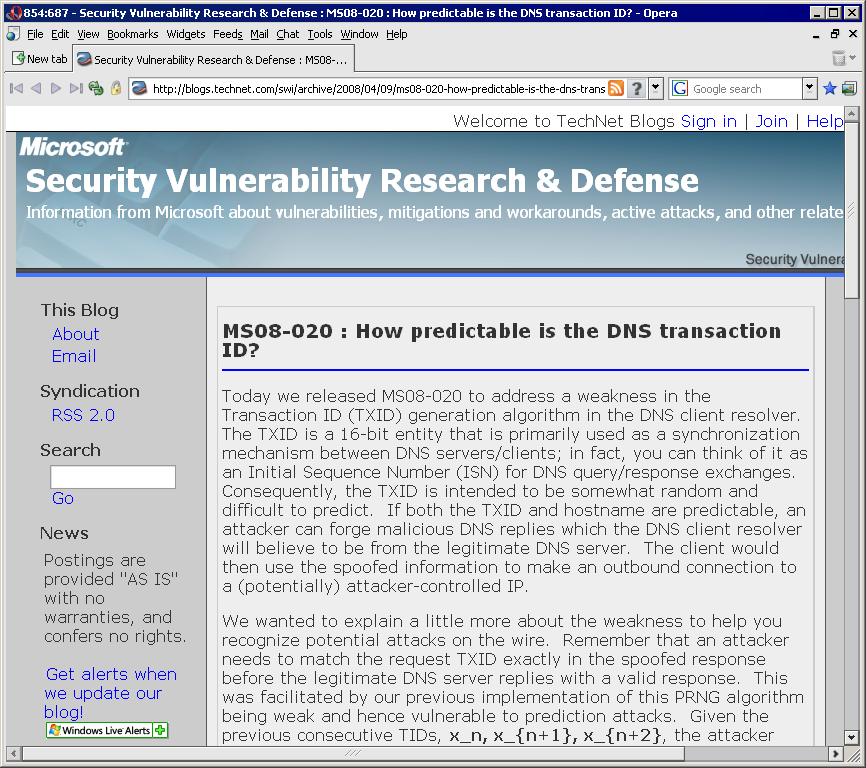 854:687 - Security Vulnerability Research & Defense : MS08-020 : How predictable is the DNS transaction ID? - Opera
File Edit View Bookmarks Widgets Feeds Mail Chat Tools Window Help
New tab Security Vulnerability Research & Defense : MS08-...
http://blogs.technet.com/swi/archive/2008/04/09/ms08-020-how-predictable-is-the-dns-trans ? G Google search
Welcome to TechNet Blogs Sign in | Join | Help
Microsoft
Security Vulnerability Research & Defense
Information from Microsoft about vulnerabilities, mitigations and workarounds, active attacks, and other relate
°C
Security Vulnera
This Blog
About
Email
Syndication
RSS 2.0
Search
Go
News
Postings are
provided "AS IS"
with no
warranties, and
confers no rights.
Get alerts when
we update our
blog!
Windows Live Alerts
MS08-020 : How predictable is the DNS transaction
ID?
Today we released MS08-020 to address a weakness in the
Transaction ID (TXID) generation algorithm in the DNS client resolver.
The TXID is a 16-bit entity that is primarily used as a synchronization
mechanism between DNS servers/clients; in fact, you can think of it as
an Initial Sequence Number (ISN) for DNS query/response exchanges.
Consequently, the TXID is intended to be somewhat random and
difficult to predict.  If both the TXID and hostname are predictable, an
attacker can forge malicious DNS replies which the DNS client resolver
will believe to be from the legitimate DNS server.  The client would
then use the spoofed information to make an outbound connection to
a (potentially) attacker-controlled IP.
We wanted to explain a little more about the weakness to help you
recognize potential attacks on the wire.  Remember that an attacker
needs to match the request TXID exactly in the spoofed response
before the legitimate DNS server replies with a valid response.  This
was facilitated by our previous implementation of this PRNG algorithm
being weak and hence vulnerable to prediction attacks.  Given the
previous consecutive TIDs, x_n, x_{n+1}, x_{n+2}, the attacker